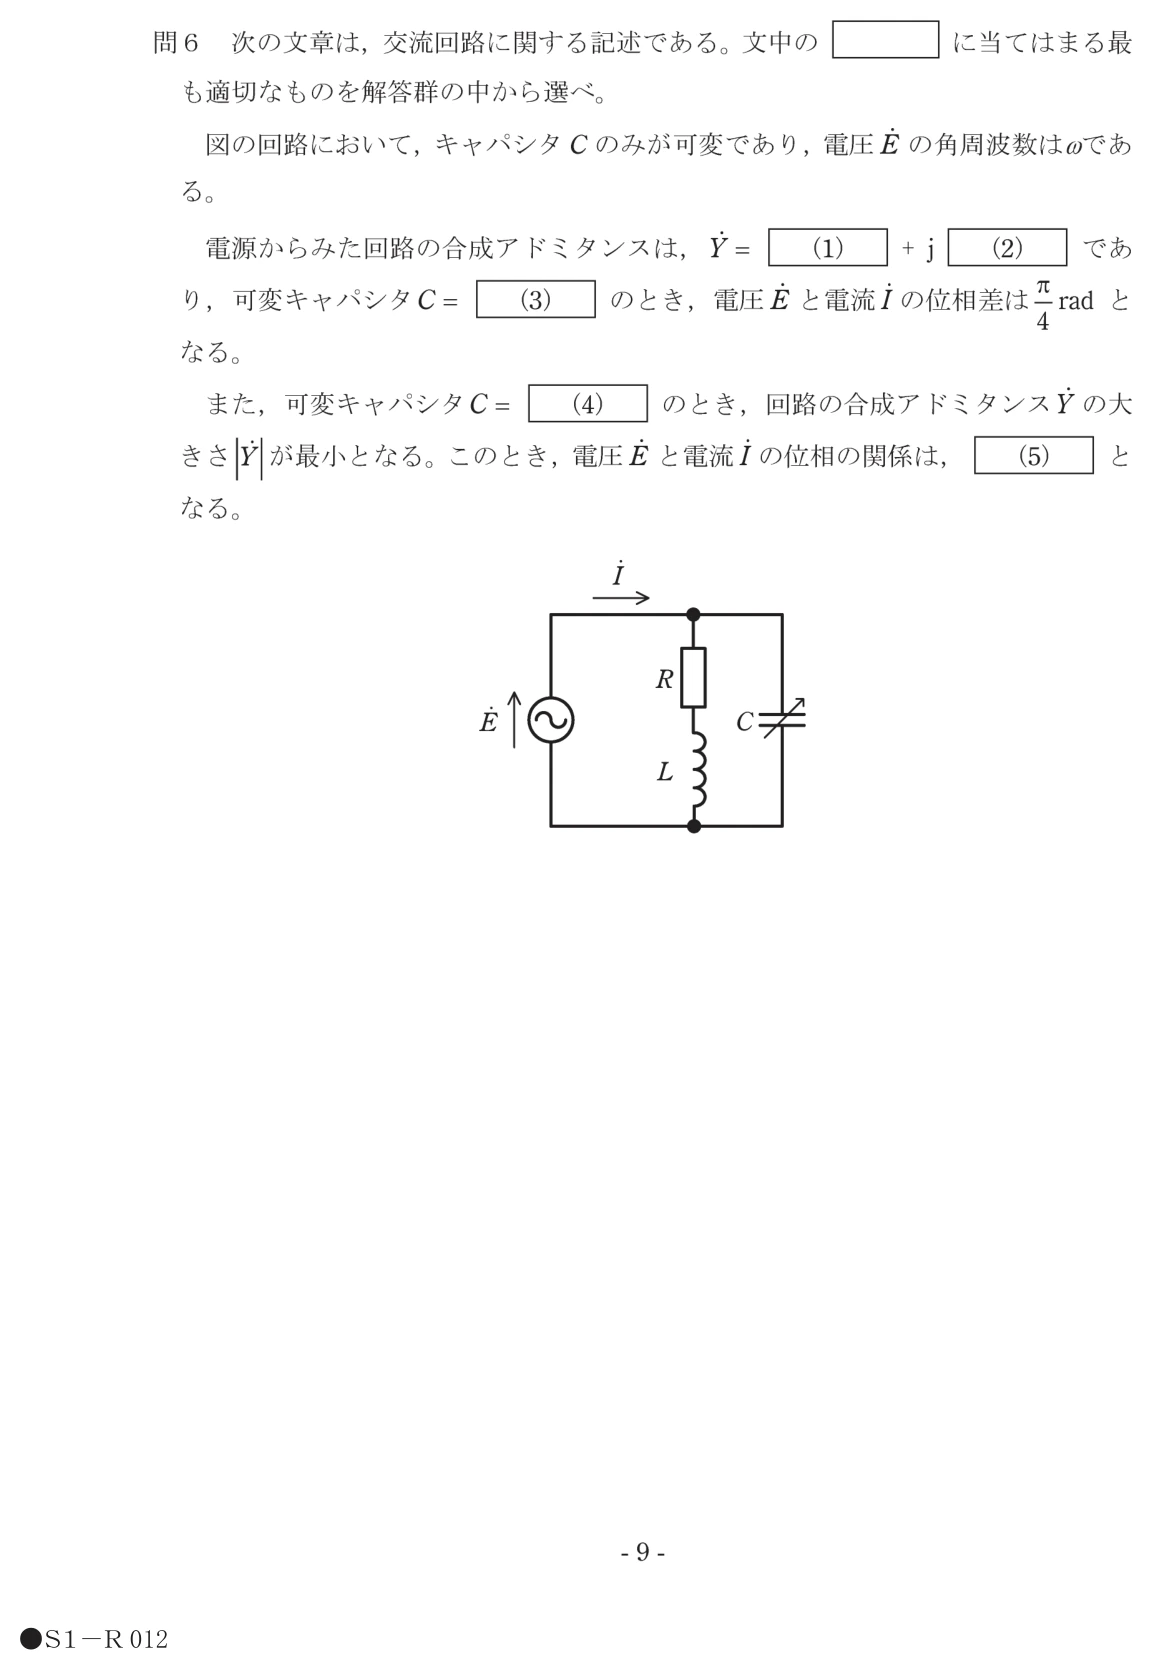 問６　次の文章は，交流回路に関する記述である。文中の　　　　に当てはまる最
も適切なものを解答群の中から選べ。
図の回路において，キャパシタ C のみが可変であり，電圧 Ė の角周波数はωであ
る。
電源からみた回路の合成アドミタンスは，Ẏ = (1) + j (2) であ
り，可変キャパシタ C = (3) のとき，電圧 Ė と電流 İ の位相差は π/4 rad と
なる。
また，可変キャパシタ C = (4) のとき，回路の合成アドミタンス Ẏ の大
きさ |Ẏ| が最小となる。このとき，電圧 Ė と電流 İ の位相の関係は，(5) と
なる。
İ
R
Ė
C
L
- 9 -
●Ｓ１－Ｒ 012